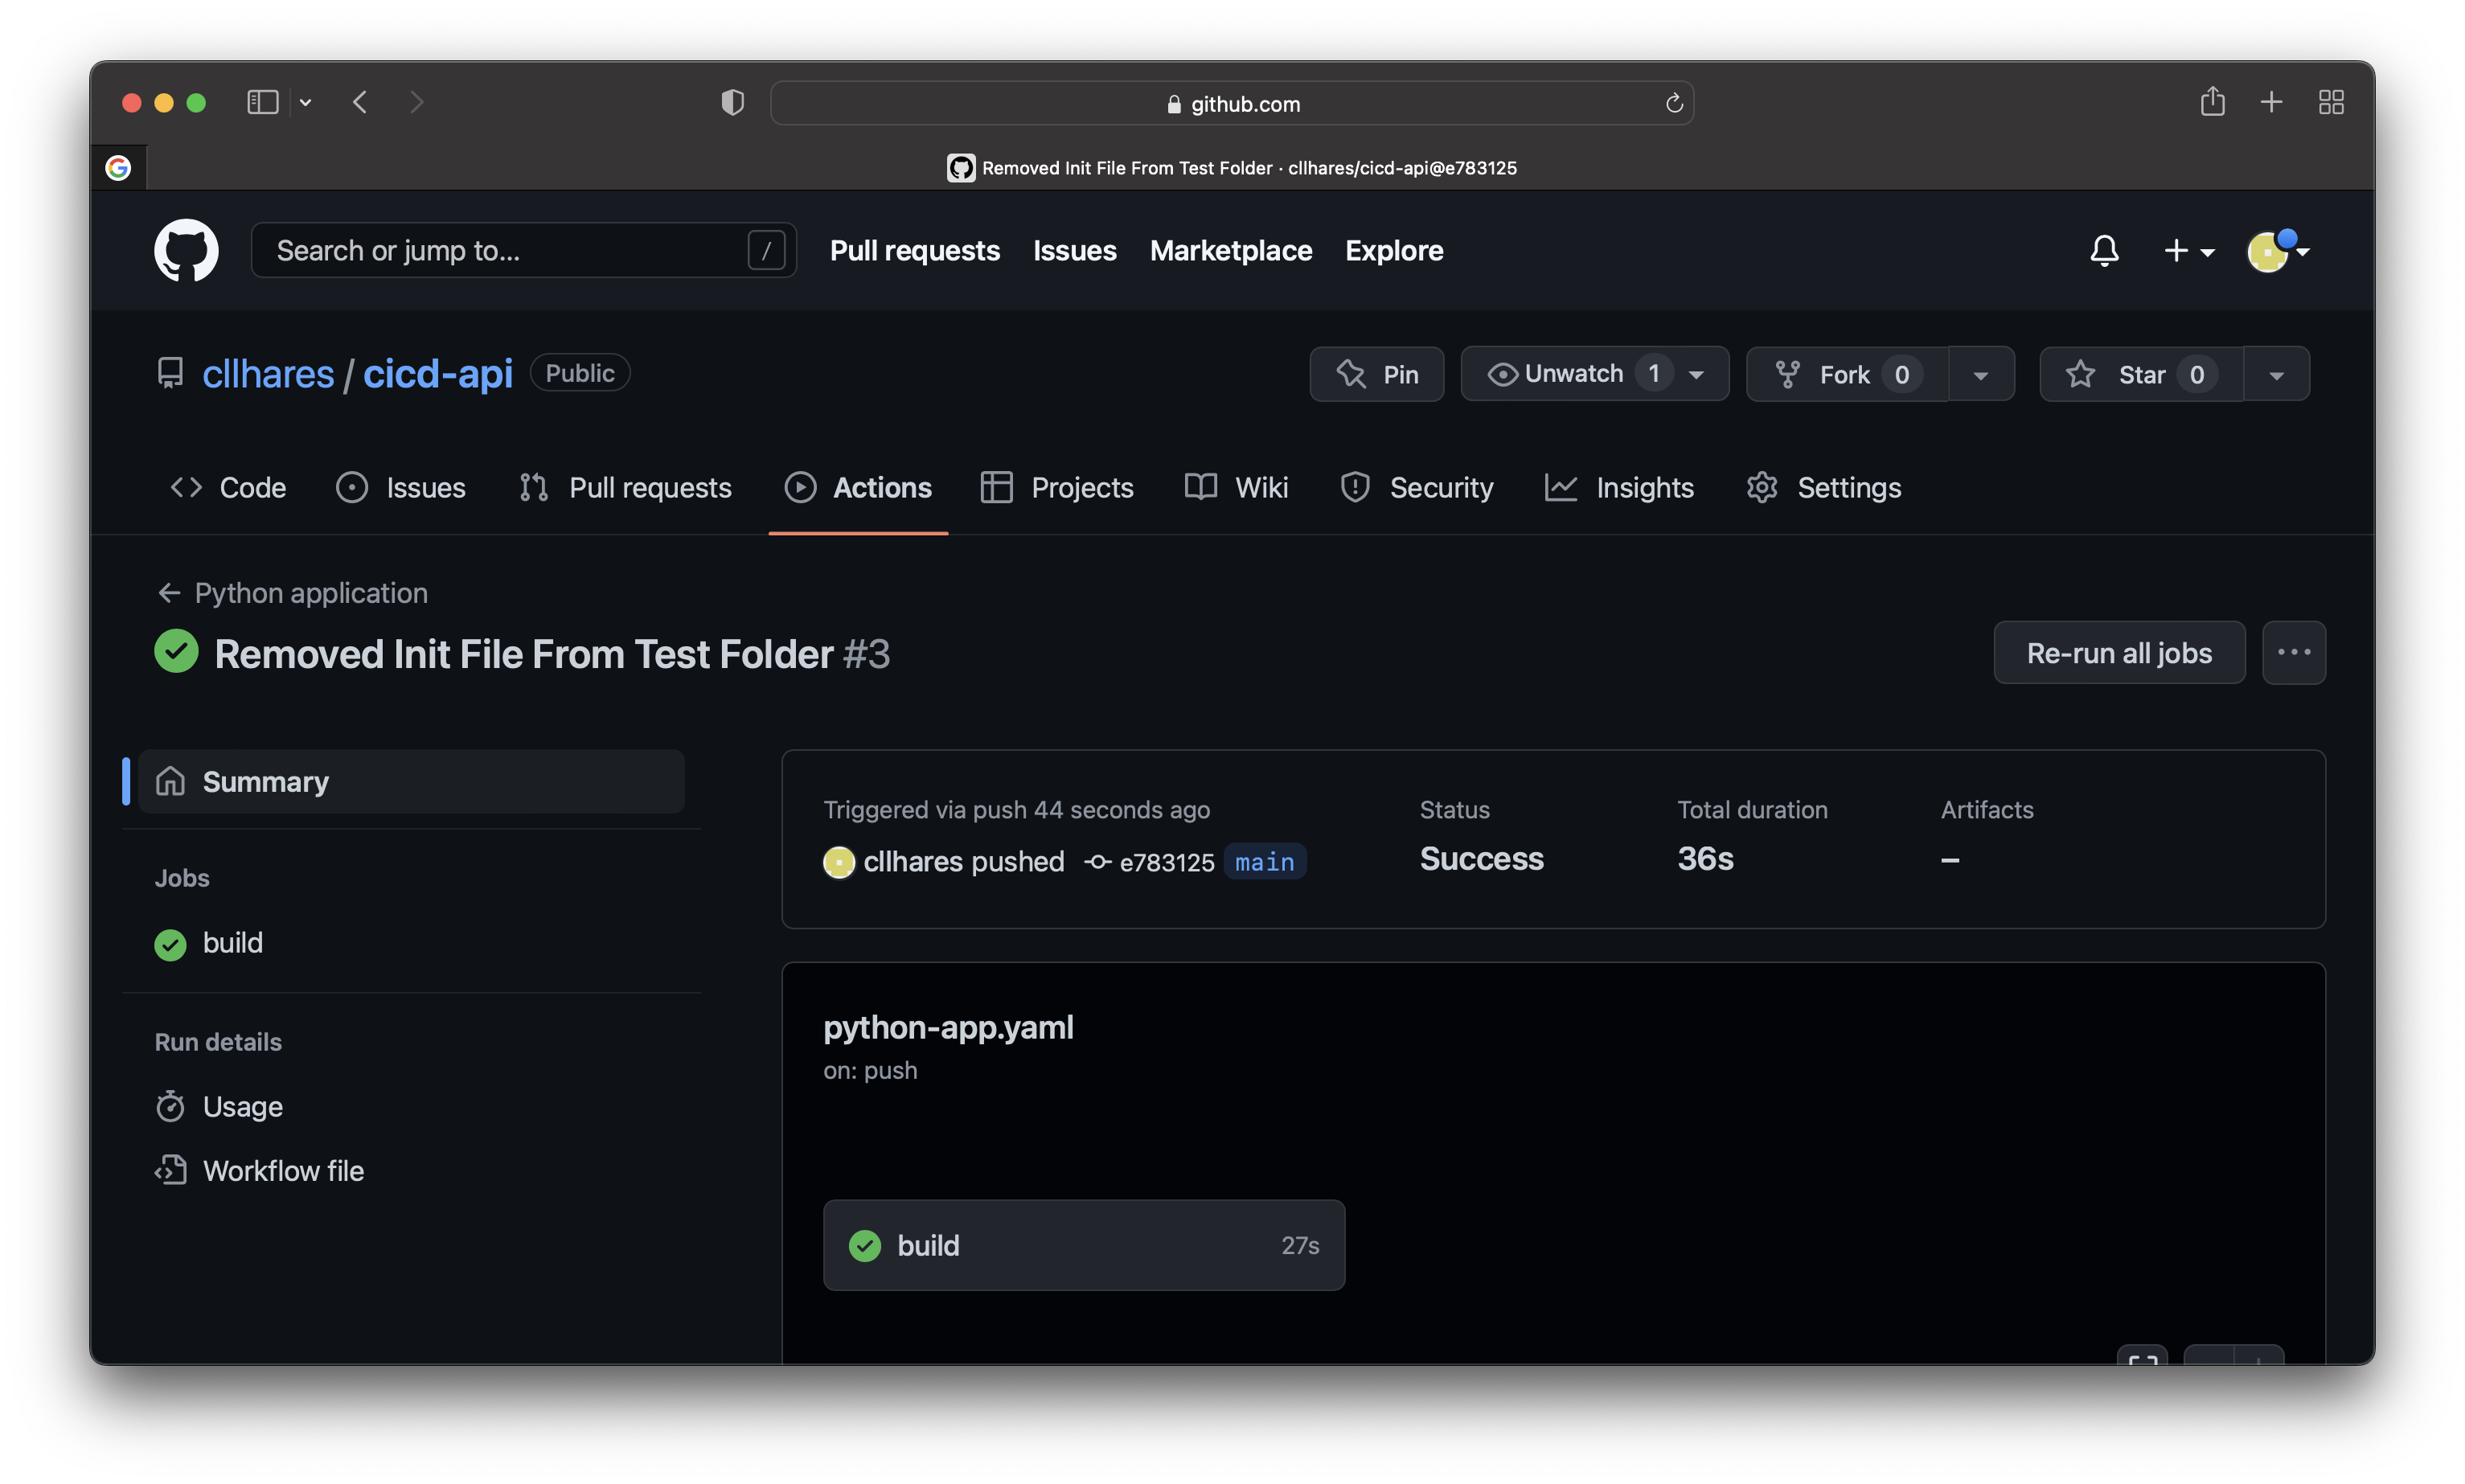 github.com
Removed Init File From Test Folder · cllhares/cicd-api@e783125
Search or jump to... /
Pull requests Issues Marketplace Explore
cllhares / cicd-api Public
Pin Unwatch 1 Fork 0 Star 0
Code Issues Pull requests Actions Projects Wiki Security Insights Settings
Python application
Removed Init File From Test Folder #3
Re-run all jobs
Summary
Jobs
build
Run details
Usage
Workflow file
Triggered via push 44 seconds ago
cllhares pushed e783125 main
Status
Success
Total duration
36s
Artifacts
–
python-app.yaml
on: push
build 27s